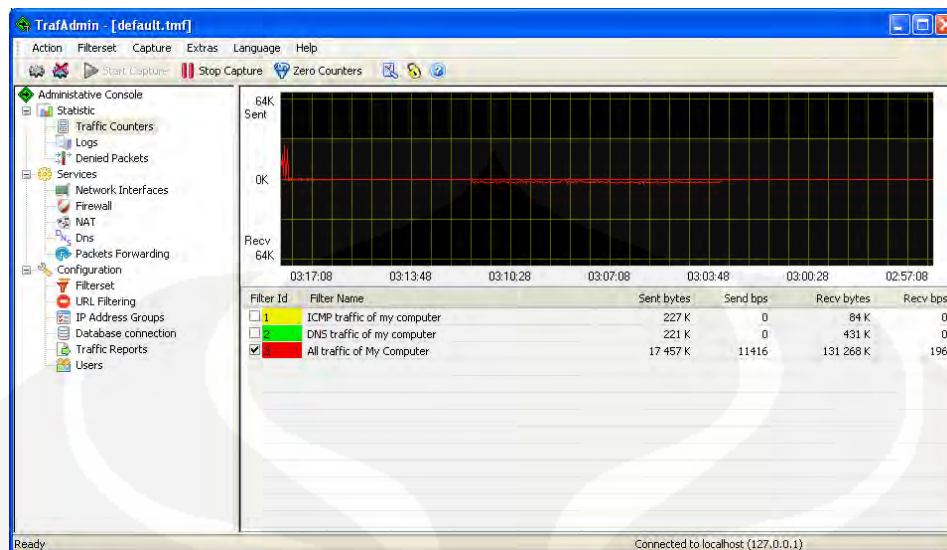 TrafAdmin - [default.tmf]
Action Filterset Capture Extras Language Help
Start Capture Stop Capture Zero Counters
Administative Console
Statistic
Traffic Counters
Logs
Denied Packets
Services
Network Interfaces
Firewall
NAT
Dns
Packets Forwarding
Configuration
Filterset
URL Filtering
IP Address Groups
Database connection
Traffic Reports
Users
64K
Sent
0K
Recv
64K
03:17:08 03:13:48 03:10:28 03:07:08 03:03:48 03:00:28 02:57:08
Filter Id Filter Name Sent bytes Send bps Recv bytes Recv bps
1 ICMP traffic of my computer 227 K 0 84 K 0
2 DNS traffic of my computer 221 K 0 431 K 0
3 All traffic of My Computer 17 457 K 11416 131 268 K 196
Ready Connected to localhost (127.0.0.1)